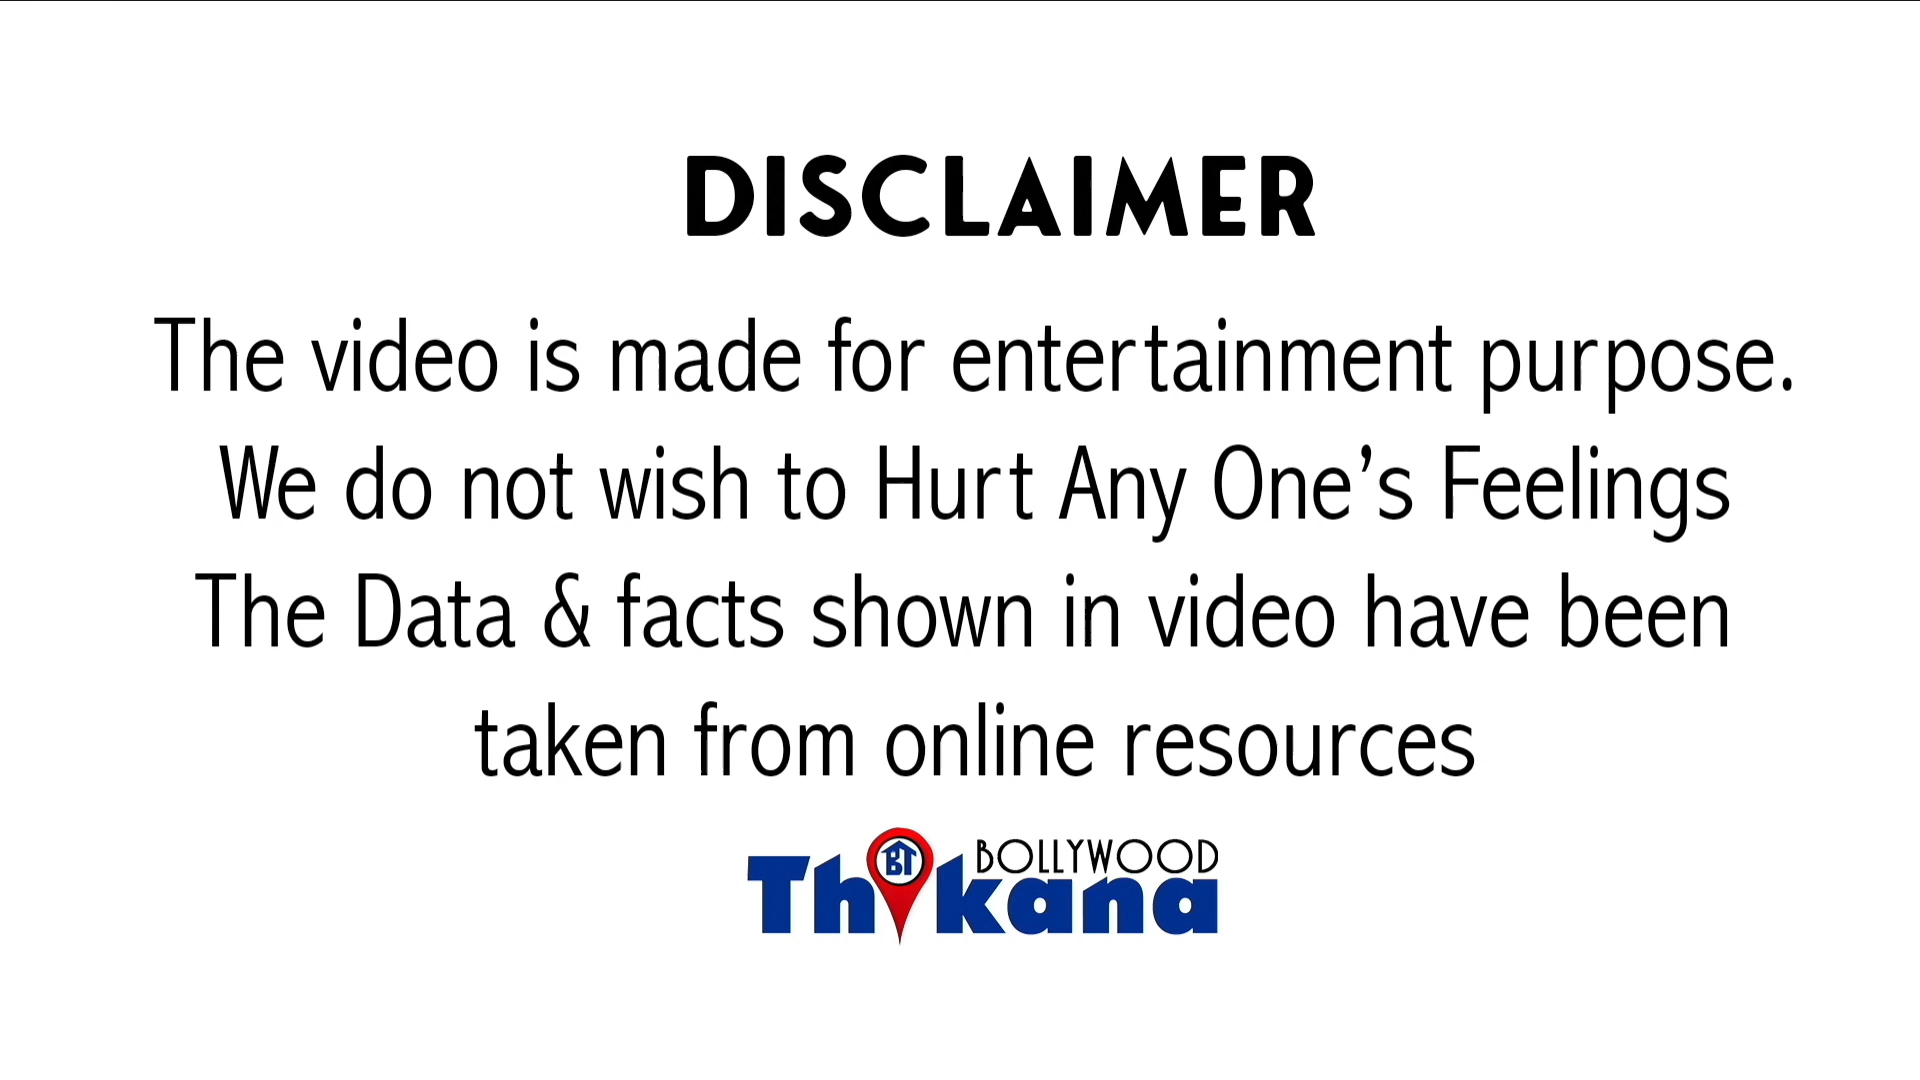 DISCLAIMER
The video is made for entertainment purpose.
We do not wish to Hurt Any One’s Feelings
The Data & facts shown in video have been
taken from online resources
BT
BOLLYWOOD
Thikana